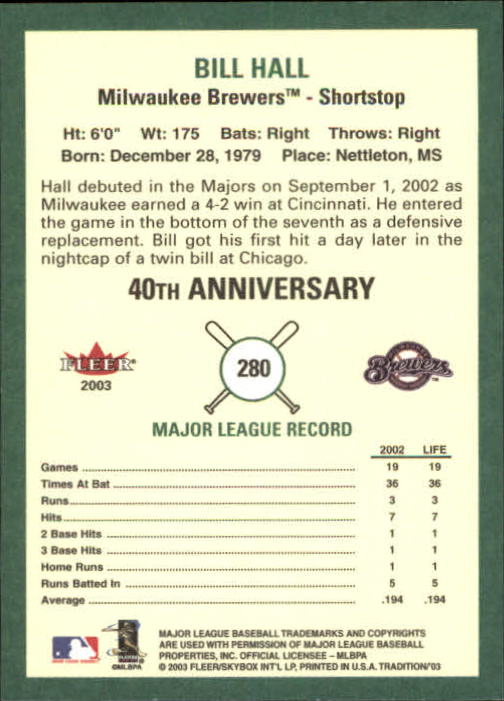 BILL HALL
Milwaukee Brewers™ - Shortstop
Ht: 6'0" Wt: 175 Bats: Right Throws: Right
Born: December 28, 1979 Place: Nettleton, MS
Hall debuted in the Majors on September 1, 2002 as
Milwaukee earned a 4-2 win at Cincinnati. He entered
the game in the bottom of the seventh as a defensive
replacement. Bill got his first hit a day later in the
nightcap of a twin bill at Chicago.
40TH ANNIVERSARY
FLEER
2003
280
Brewers
MAJOR LEAGUE RECORD
2002 LIFE
Games 19 19
Times At Bat 36 36
Runs 3 3
Hits 7 7
2 Base Hits 1 1
3 Base Hits 1 1
Home Runs 1 1
Runs Batted In 5 5
Average .194 .194
©MLBPA
MAJOR LEAGUE BASEBALL TRADEMARKS AND COPYRIGHTS
ARE USED WITH PERMISSION OF MAJOR LEAGUE BASEBALL
PROPERTIES, INC. OFFICIAL LICENSEE - MLBPA
© 2003 FLEER/SKYBOX INT'L LP, PRINTED IN U.S.A. TRADITION/'03